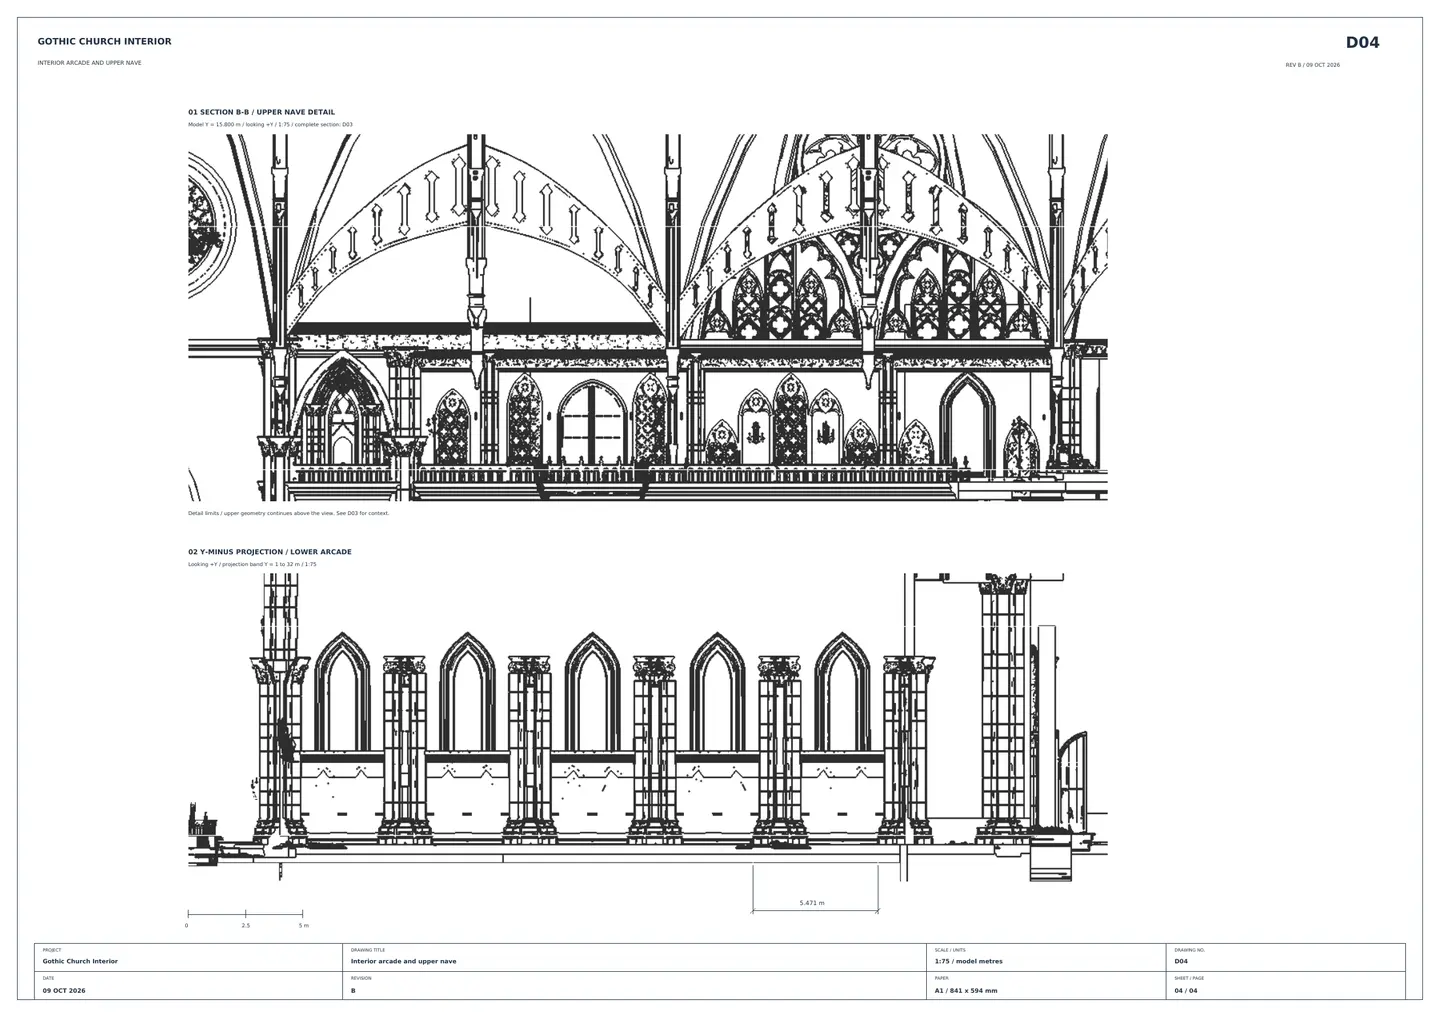 GOTHIC CHURCH INTERIOR
D04
INTERIOR ARCADE AND UPPER NAVE
REV B / 09 OCT 2026
01 SECTION B-B / UPPER NAVE DETAIL
Model Y = 15.800 m / looking +Y / 1:75 / complete section: D03
Detail limits / upper geometry continues above the view. See D03 for context.
02 Y-MINUS PROJECTION / LOWER ARCADE
Looking +Y / projection band Y = 1 to 32 m / 1:75
5.471 m
0 2.5 5 m
PROJECT
Gothic Church Interior
DRAWING TITLE
Interior arcade and upper nave
SCALE / UNITS
1:75 / model metres
DRAWING NO.
D04
DATE
09 OCT 2026
REVISION
B
PAPER
A1 / 841 x 594 mm
SHEET / PAGE
04 / 04